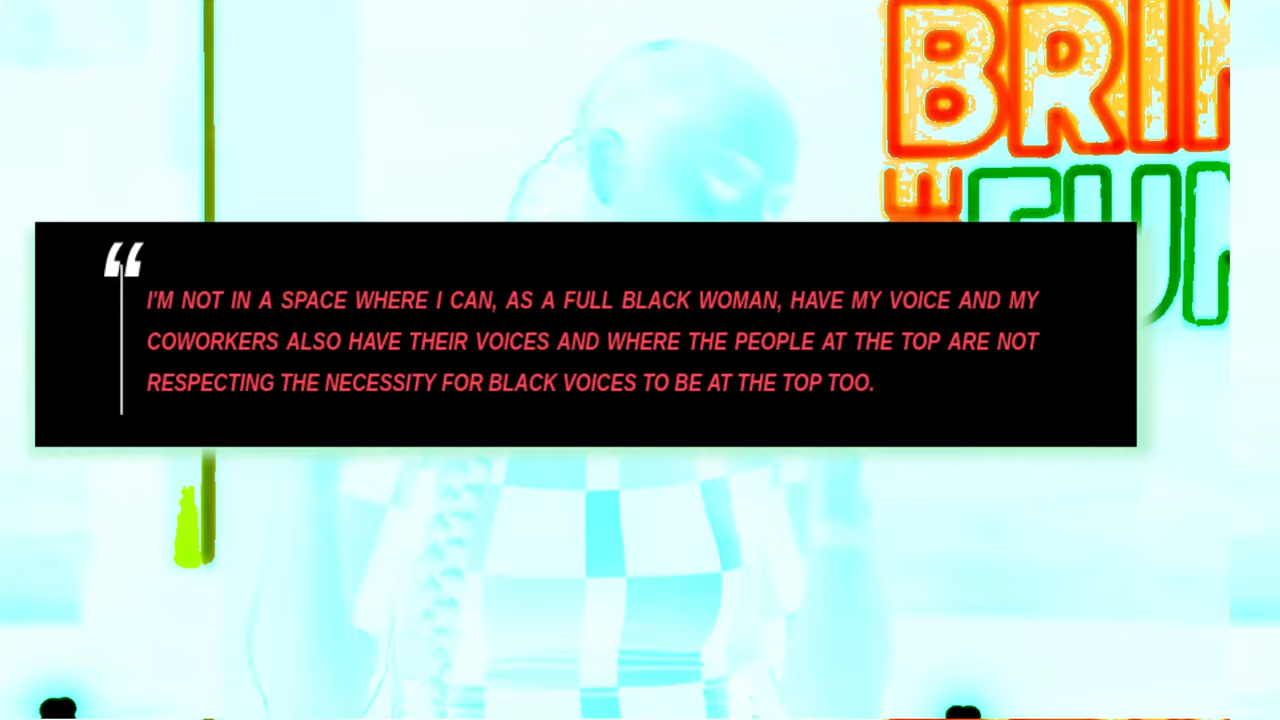 BRIN
E FUN
“
I'M NOT IN A SPACE WHERE I CAN, AS A FULL BLACK WOMAN, HAVE MY VOICE AND MY
COWORKERS ALSO HAVE THEIR VOICES AND WHERE THE PEOPLE AT THE TOP ARE NOT
RESPECTING THE NECESSITY FOR BLACK VOICES TO BE AT THE TOP TOO.